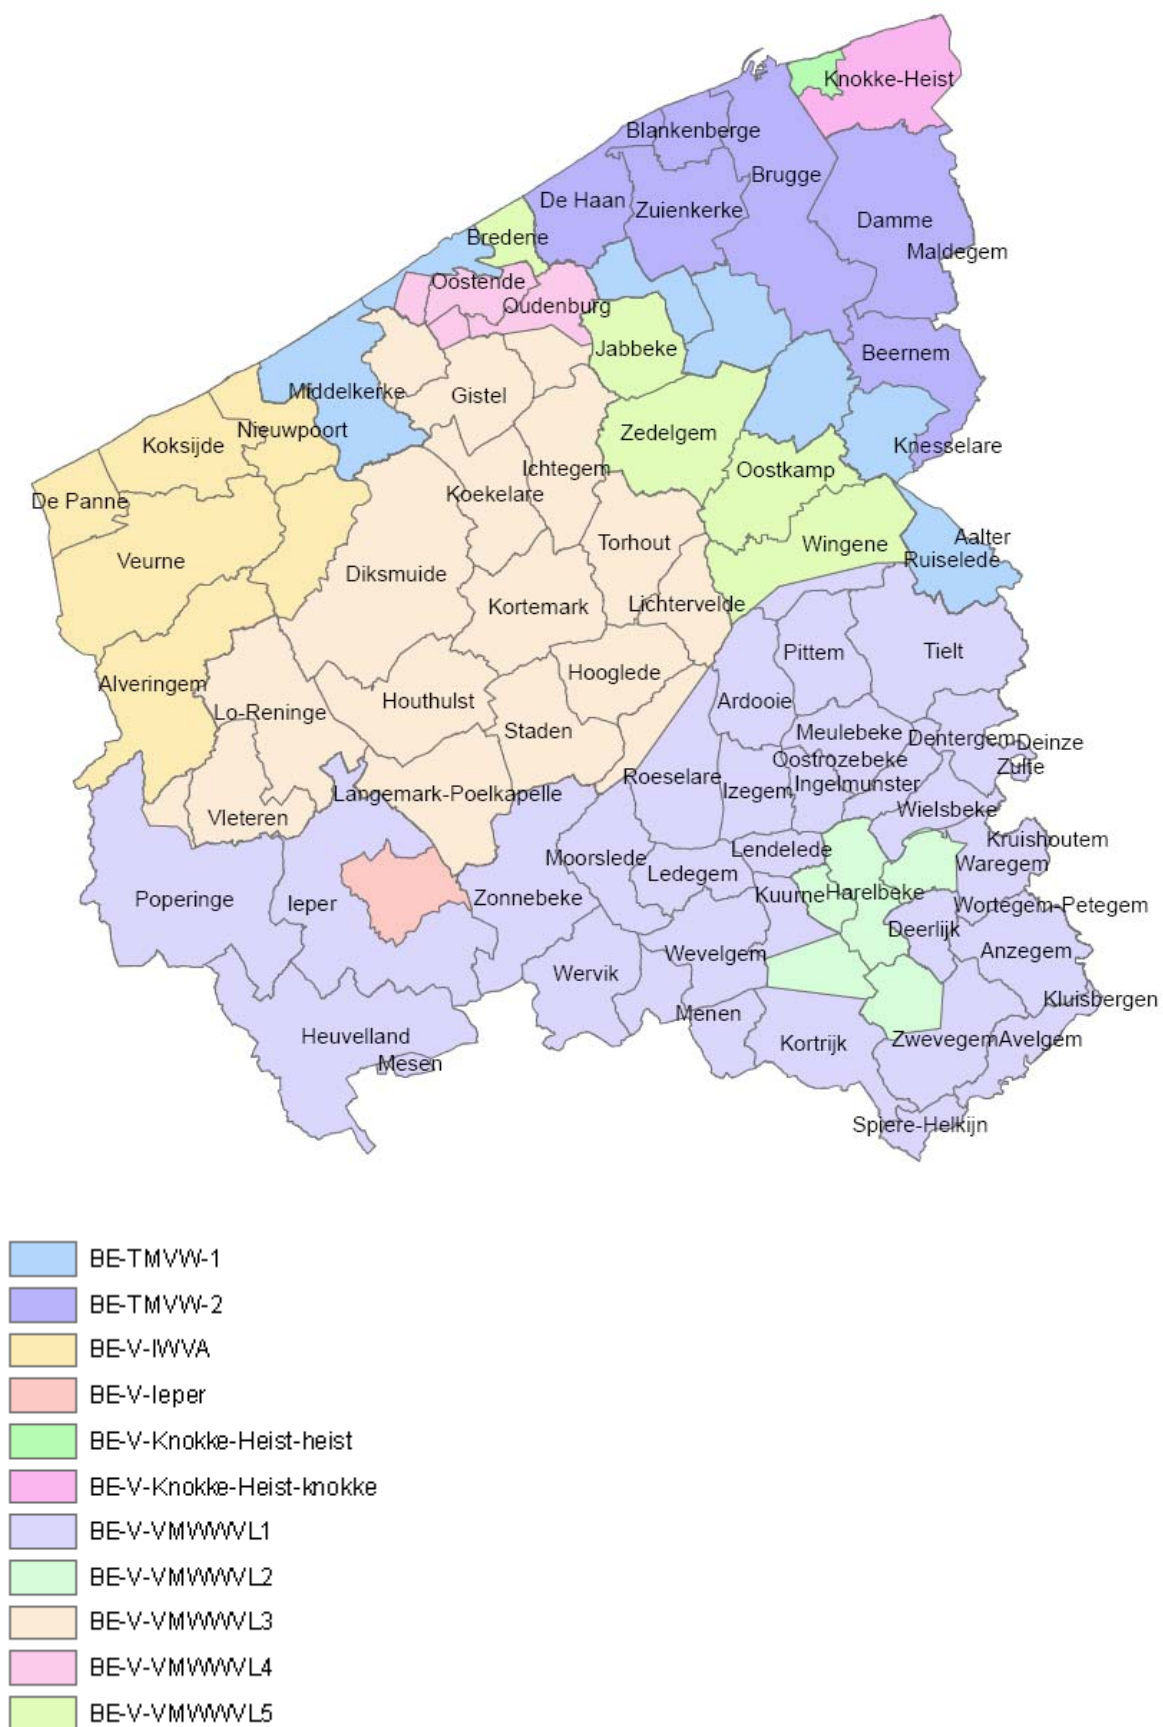 Knokke-Heist
Blankenberge
Brugge
De Haan
Zuienkerke
Damme
Bredene
Maldegem
Oostende
Oudenburg
Jabbeke
Beernem
Middelkerke
Gistel
Nieuwpoort
Zedelgem
Koksijde
Knesselare
Ichtegem
Oostkamp
Koekelare
De Panne
Aalter
Torhout
Wingene
Veurne
Ruiselede
Diksmuide
Kortemark
Lichtervelde
Pittem
Tielt
Hooglede
Alveringem
Houthulst
Ardooie
Lo-Reninge
Staden
Meulebeke
Dentergem
Deinze
Oostrozebeke
Zulte
Roeselare
Ingelmunster
Izegem
Langemark-Poelkapelle
Wielsbeke
Vleteren
Kruishoutem
Lendelede
Moorslede
Waregem
Ledegem
Kuurne
Harelbeke
Poperinge
Ieper
Zonnebeke
Wortegem-Petegem
Deerlijk
Wevelgem
Anzegem
Wervik
Kluisbergen
Menen
Heuvelland
Kortrijk
Zwevegem
Avelgem
Mesen
Spiere-Helkijn
BE-TMVW-1
BE-TMVW-2
BE-V-IWVA
BE-V-Ieper
BE-V-Knokke-Heist-heist
BE-V-Knokke-Heist-knokke
BE-V-VMWWVL1
BE-V-VMWWVL2
BE-V-VMWWVL3
BE-V-VMWWVL4
BE-V-VMWWVL5